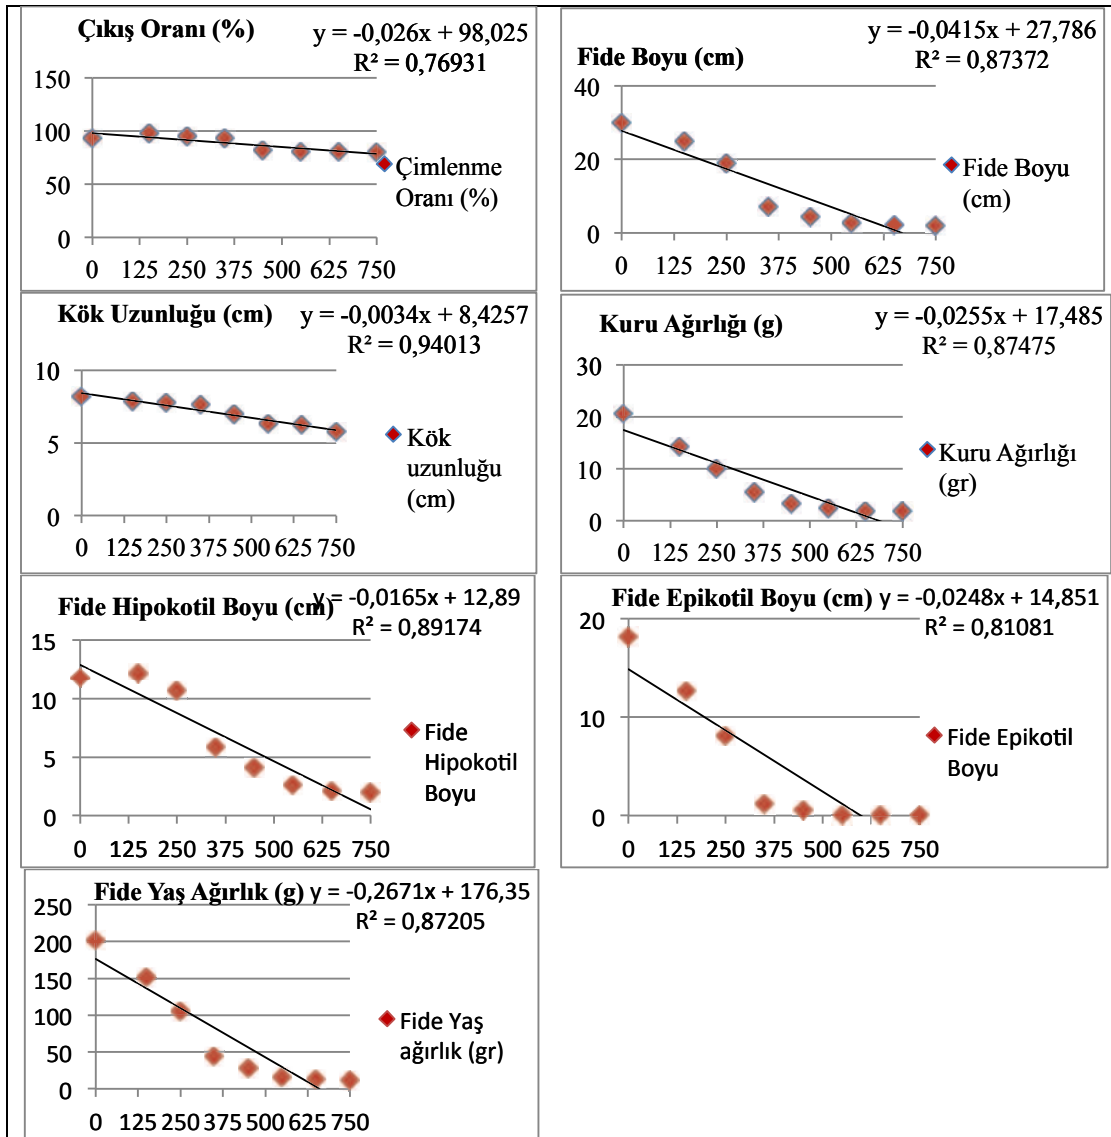 Çıkış Oranı (%)
y = -0,026x + 98,025
R² = 0,76931
150
100
50
0
0 125 250 375 500 625 750
Çimlenme
Oranı (%)
Fide Boyu (cm)
y = -0,0415x + 27,786
R² = 0,87372
40
20
0
0 125 250 375 500 625 750
Fide Boyu
(cm)
Kök Uzunluğu (cm)
y = -0,0034x + 8,4257
R² = 0,94013
10
5
0
0 125 250 375 500 625 750
Kök
uzunluğu
(cm)
Kuru Ağırlığı (g)
y = -0,0255x + 17,485
R² = 0,87475
30
20
10
0
0 125 250 375 500 625 750
Kuru Ağırlığı
(gr)
Fide Hipokotil Boyu (cm)
y = -0,0165x + 12,89
R² = 0,89174
15
10
5
0
0 125 250 375 500 625 750
Fide
Hipokotil
Boyu
Fide Epikotil Boyu (cm)
y = -0,0248x + 14,851
R² = 0,81081
20
10
0
0 125 250 375 500 625 750
Fide Epikotil
Boyu
Fide Yaş Ağırlık (g)
y = -0,2671x + 176,35
R² = 0,87205
250
200
150
100
50
0
0 125 250 375 500 625 750
Fide Yaş
ağırlık (gr)